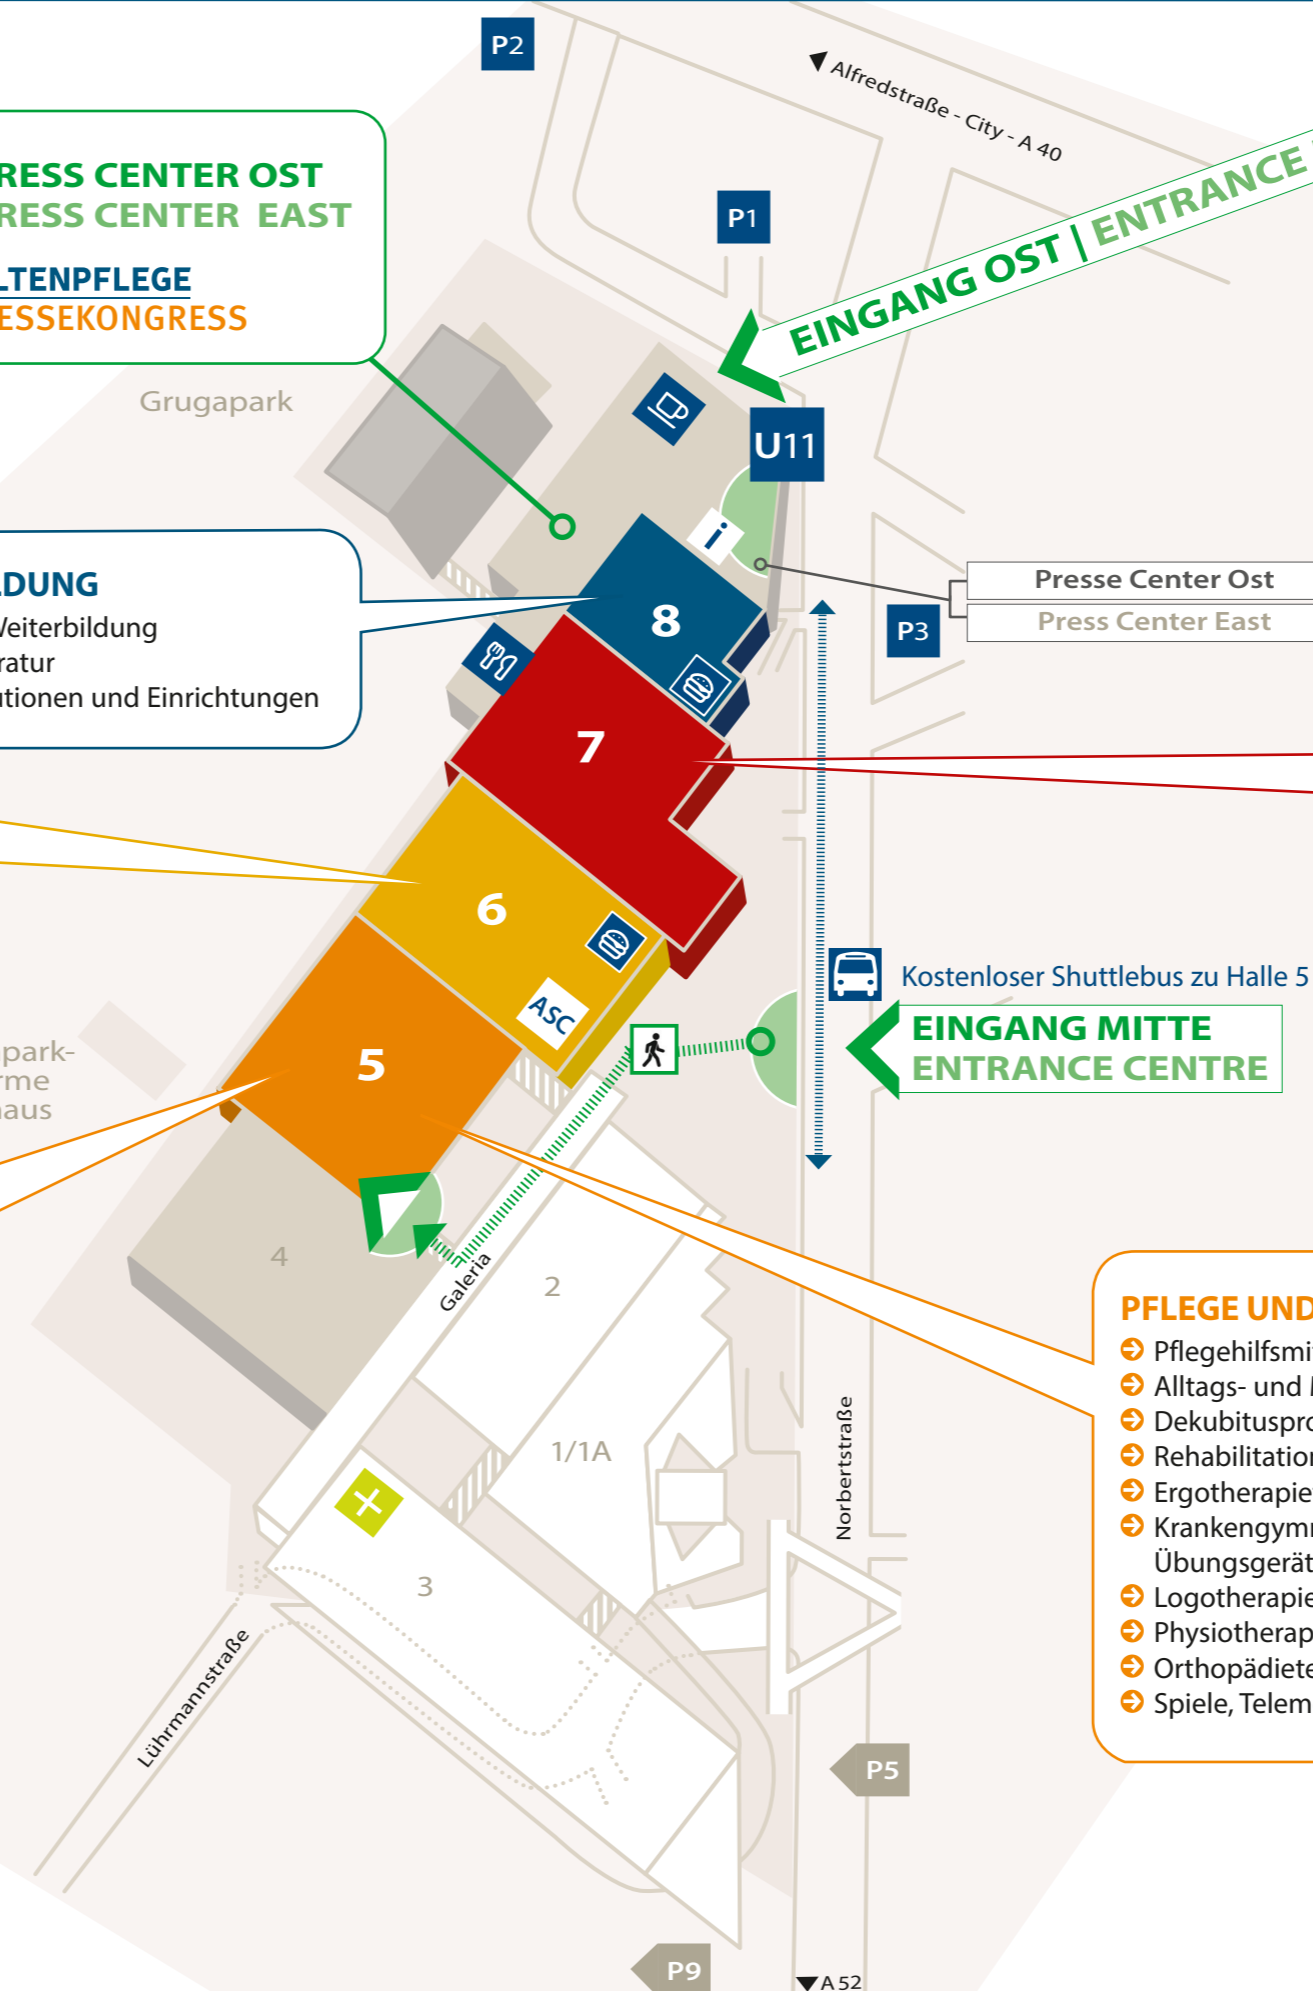 P2
Alfredstraße - City - A 40
RESS CENTER OST
RESS CENTER EAST
LTENPFLEGE
ESSEKONGRESS
P1
EINGANG OST | ENTRANCE
Grugapark
U11
i
LDUNG
Weiterbildung
ratur
utionen und Einrichtungen
8
P3
Presse Center Ost
Press Center East
7
6
ASC
Kostenloser Shuttlebus zu Halle 5
EINGANG MITTE
ENTRANCE CENTRE
park-
rme
haus
5
4
Galeria
2
PFLEGE UND
Pflegehilfsmi
Alltags- und
Dekubituspro
Rehabilitation
Ergotherapie
Krankengym
Übungsgerät
Logotherapie
Physiotherap
Orthopädiete
Spiele, Telem
1/1A
Norbertstraße
3
Lührmannstraße
P5
P9
A 52